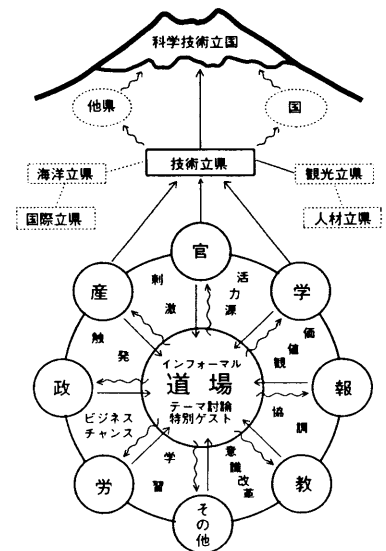 科学技術立国
他県
国
技術立県
海洋立県
観光立県
国際立県
人材立県
官
産
学
刺激
活力源
触発
価値観
インフォーマル
道場
テーマ討論
特別ゲスト
政
報
ビジネス
チャンス
協調
労
教
学習
意識改革
その他